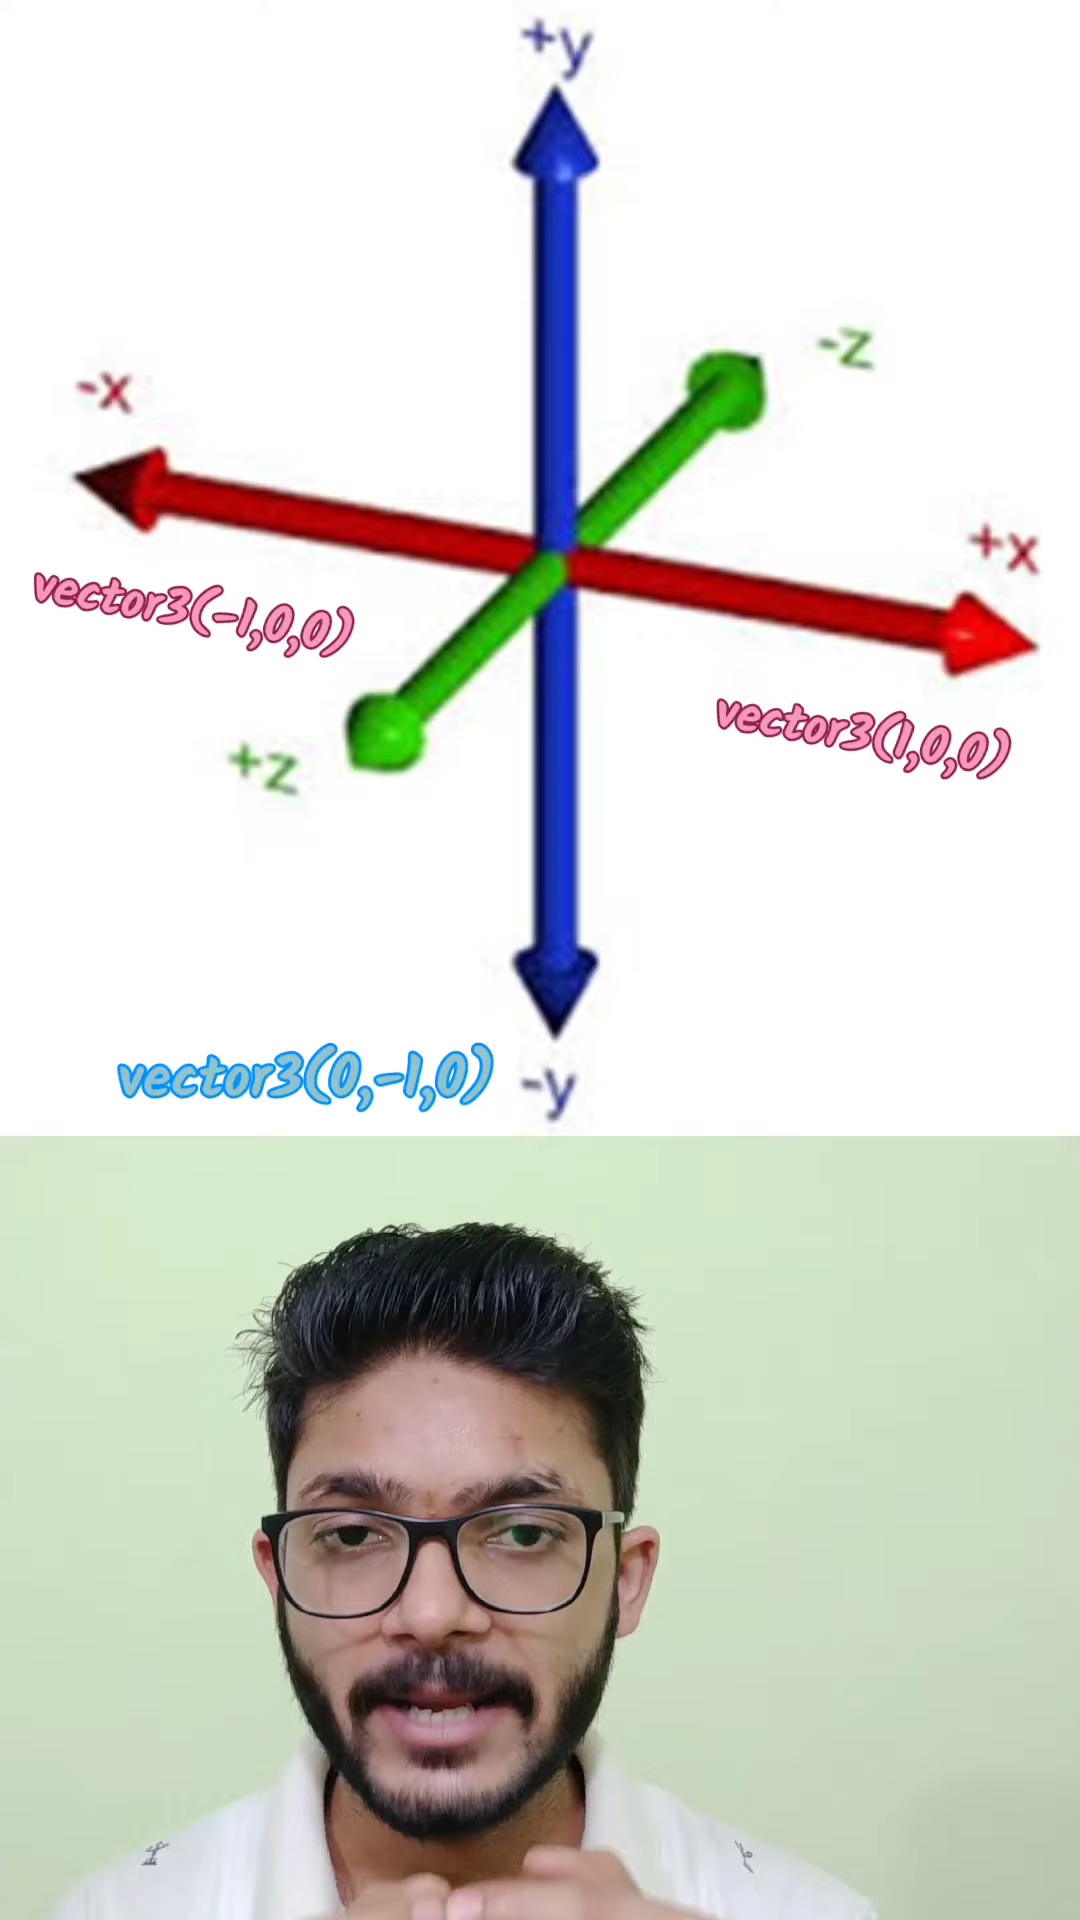 +y
-z
-x
+x
vector3(-1,0,0)
vector3(1,0,0)
+z
vector3(0,-1,0)
-y